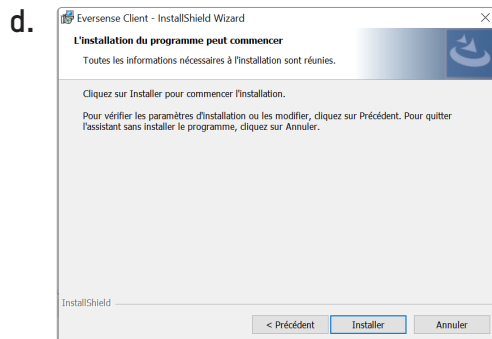 d.
Eversense Client - InstallShield Wizard
L'installation du programme peut commencer
Toutes les informations nécessaires à l'installation sont réunies.
Cliquez sur Installer pour commencer l'installation.
Pour vérifier les paramètres d'installation ou les modifier, cliquez sur Précédent. Pour quitter
l'assistant sans installer le programme, cliquez sur Annuler.
InstallShield
< Précédent Installer Annuler